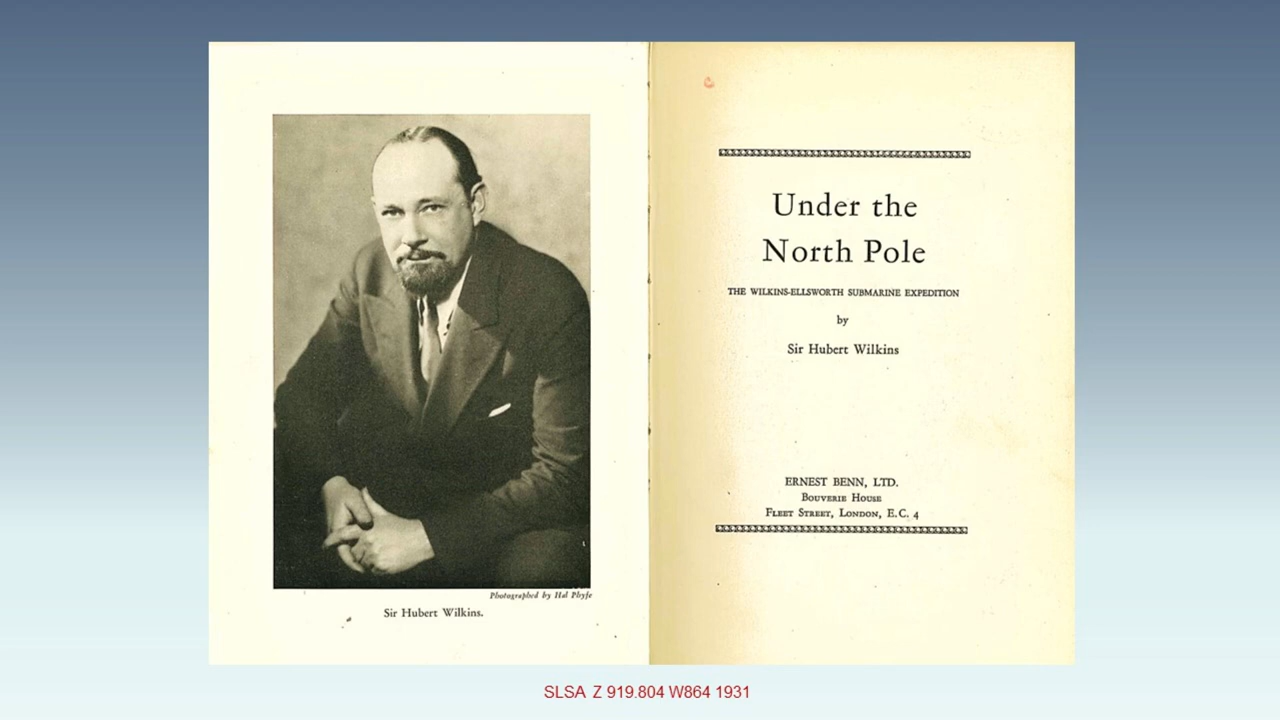 Photographed by Hal Phyfe
Sir Hubert Wilkins.
Under the
North Pole
THE WILKINS-ELLSWORTH SUBMARINE EXPEDITION
by
Sir Hubert Wilkins
ERNEST BENN, LTD.
Bouverie House
Fleet Street, London, E.C. 4
SLSA Z 919.804 W864 1931